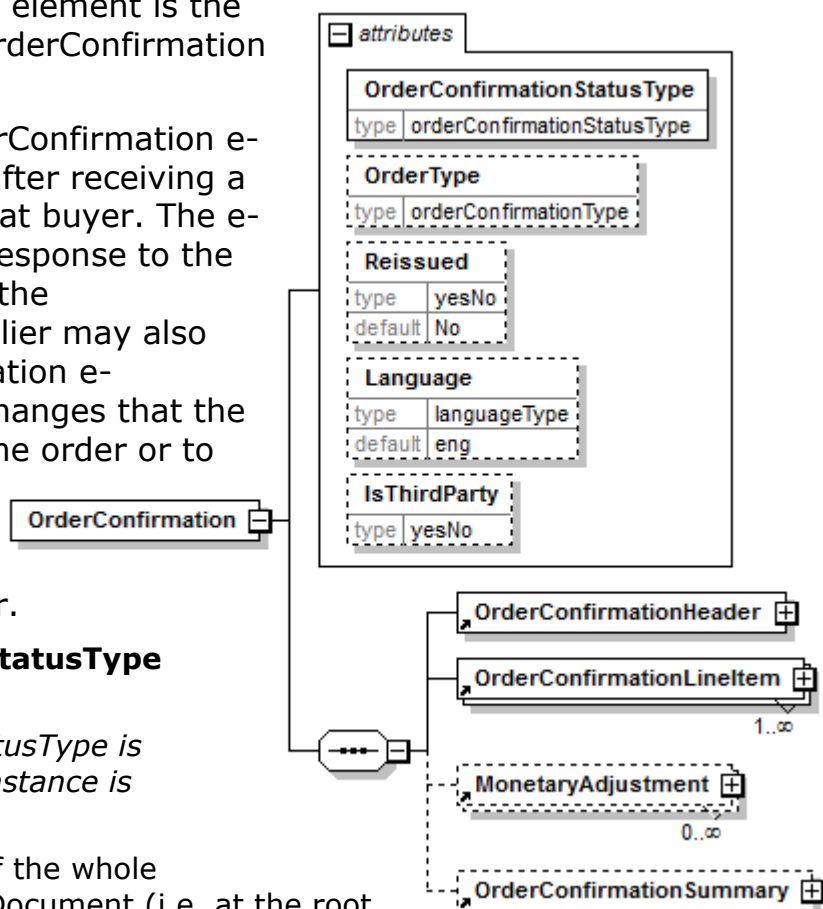 element is the
rderConfirmation
rConfirmation e-
fter receiving a
at buyer. The e-
esponse to the
the
lier may also
ation e-
hanges that the
ne order or to
r.
tatusType
tusType is
nstance is
f the whole
Document (i.e. at the root
attributes
OrderConfirmationStatusType
type orderConfirmationStatusType
OrderType
type orderConfirmationType
Reissued
type yesNo
default No
Language
type languageType
default eng
IsThirdParty
type yesNo
OrderConfirmation
OrderConfirmationHeader
OrderConfirmationLineItem
1..∞
MonetaryAdjustment
0..∞
OrderConfirmationSummary